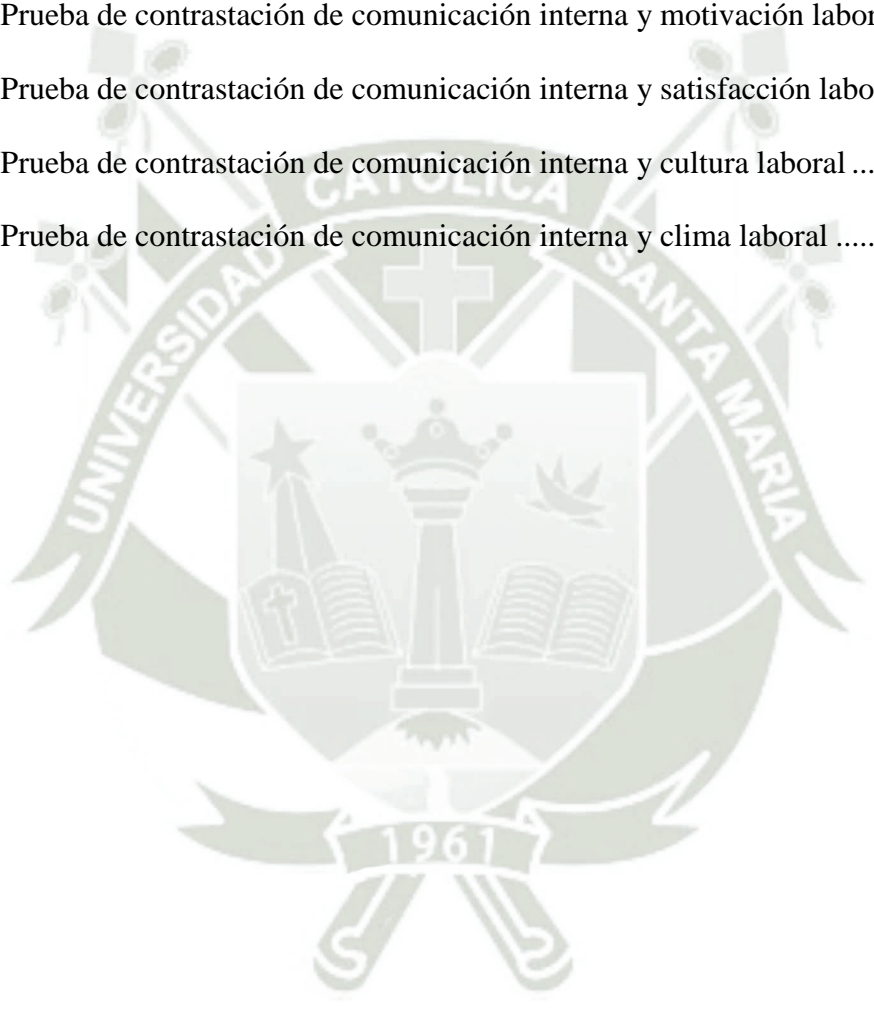 Prueba de contrastación de comunicación interna y motivación labor
Prueba de contrastación de comunicación interna y satisfacción labo
Prueba de contrastación de comunicación interna y cultura laboral ...
Prueba de contrastación de comunicación interna y clima laboral .....
UNIVERSIDAD CATOLICA SANTA MARIA
1961